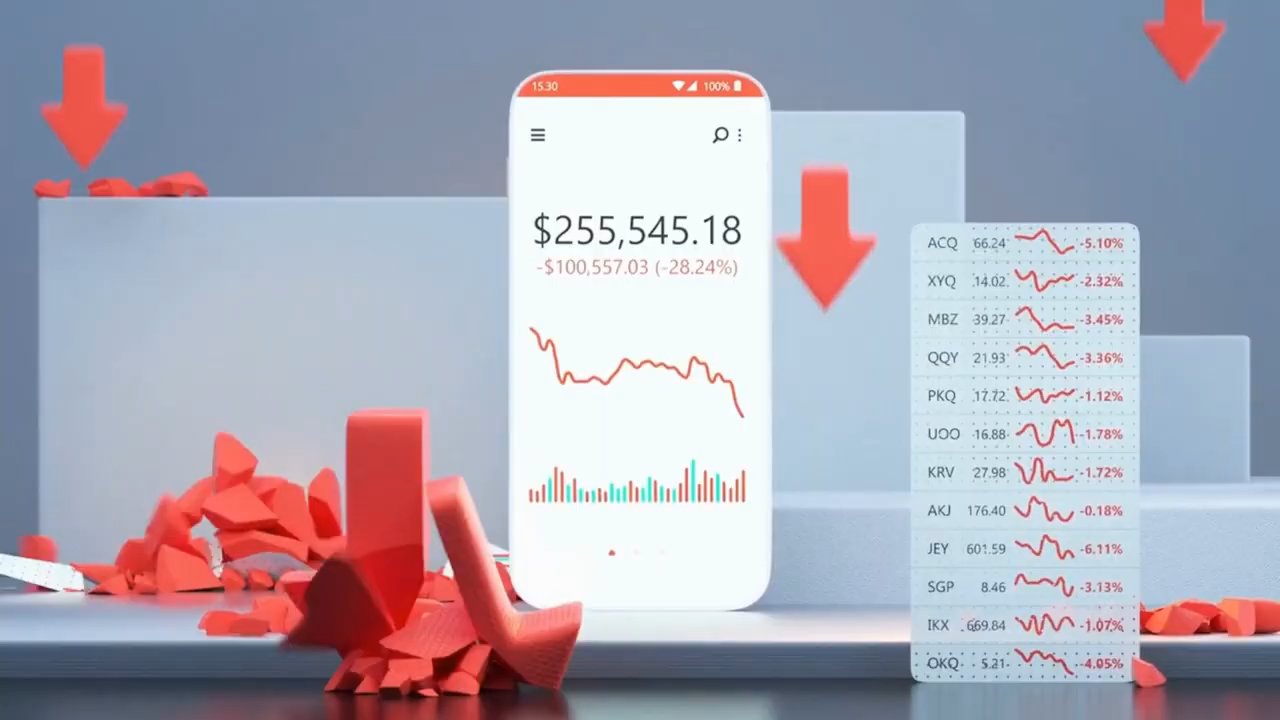 15.30 100%
$255,545.18
-$100,557.03 (-28.24%)
ACQ 66.24 -5.10%
XYQ 14.02 -2.32%
MBZ 39.27 -3.45%
QQY 21.93 -3.36%
PKQ 17.72 -1.12%
UOO 16.88 -1.78%
KRV 27.98 -1.72%
AKJ 176.40 -0.18%
JEY 601.59 -6.11%
SGP 8.46 -3.13%
IKX 669.84 -1.07%
OKQ 5.21 -4.05%